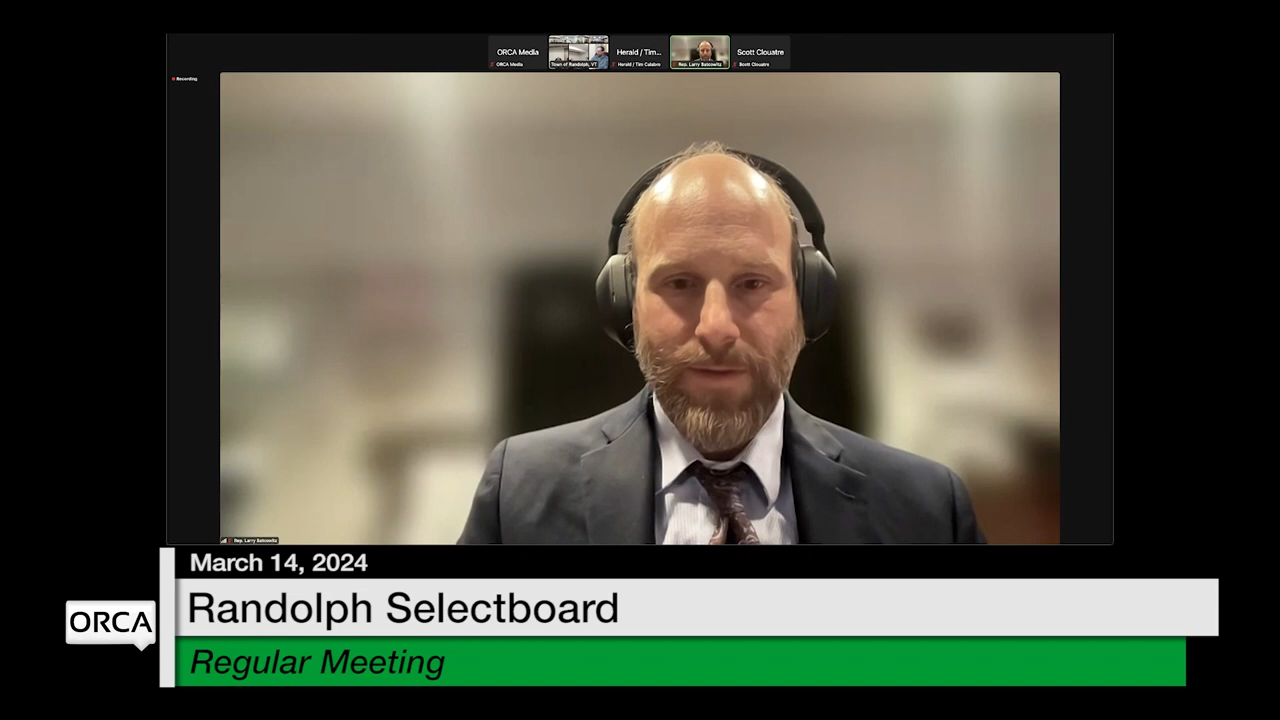 ORCA Media
Herald / Tim...
Scott Clouatre
ORCA Media
Town of Randolph, VT
Herald / Tim Calabro
Rep. Larry Satcowitz
Scott Clouatre
Recording
Rep. Larry Satcowitz
March 14, 2024
Randolph Selectboard
ORCA
Regular Meeting